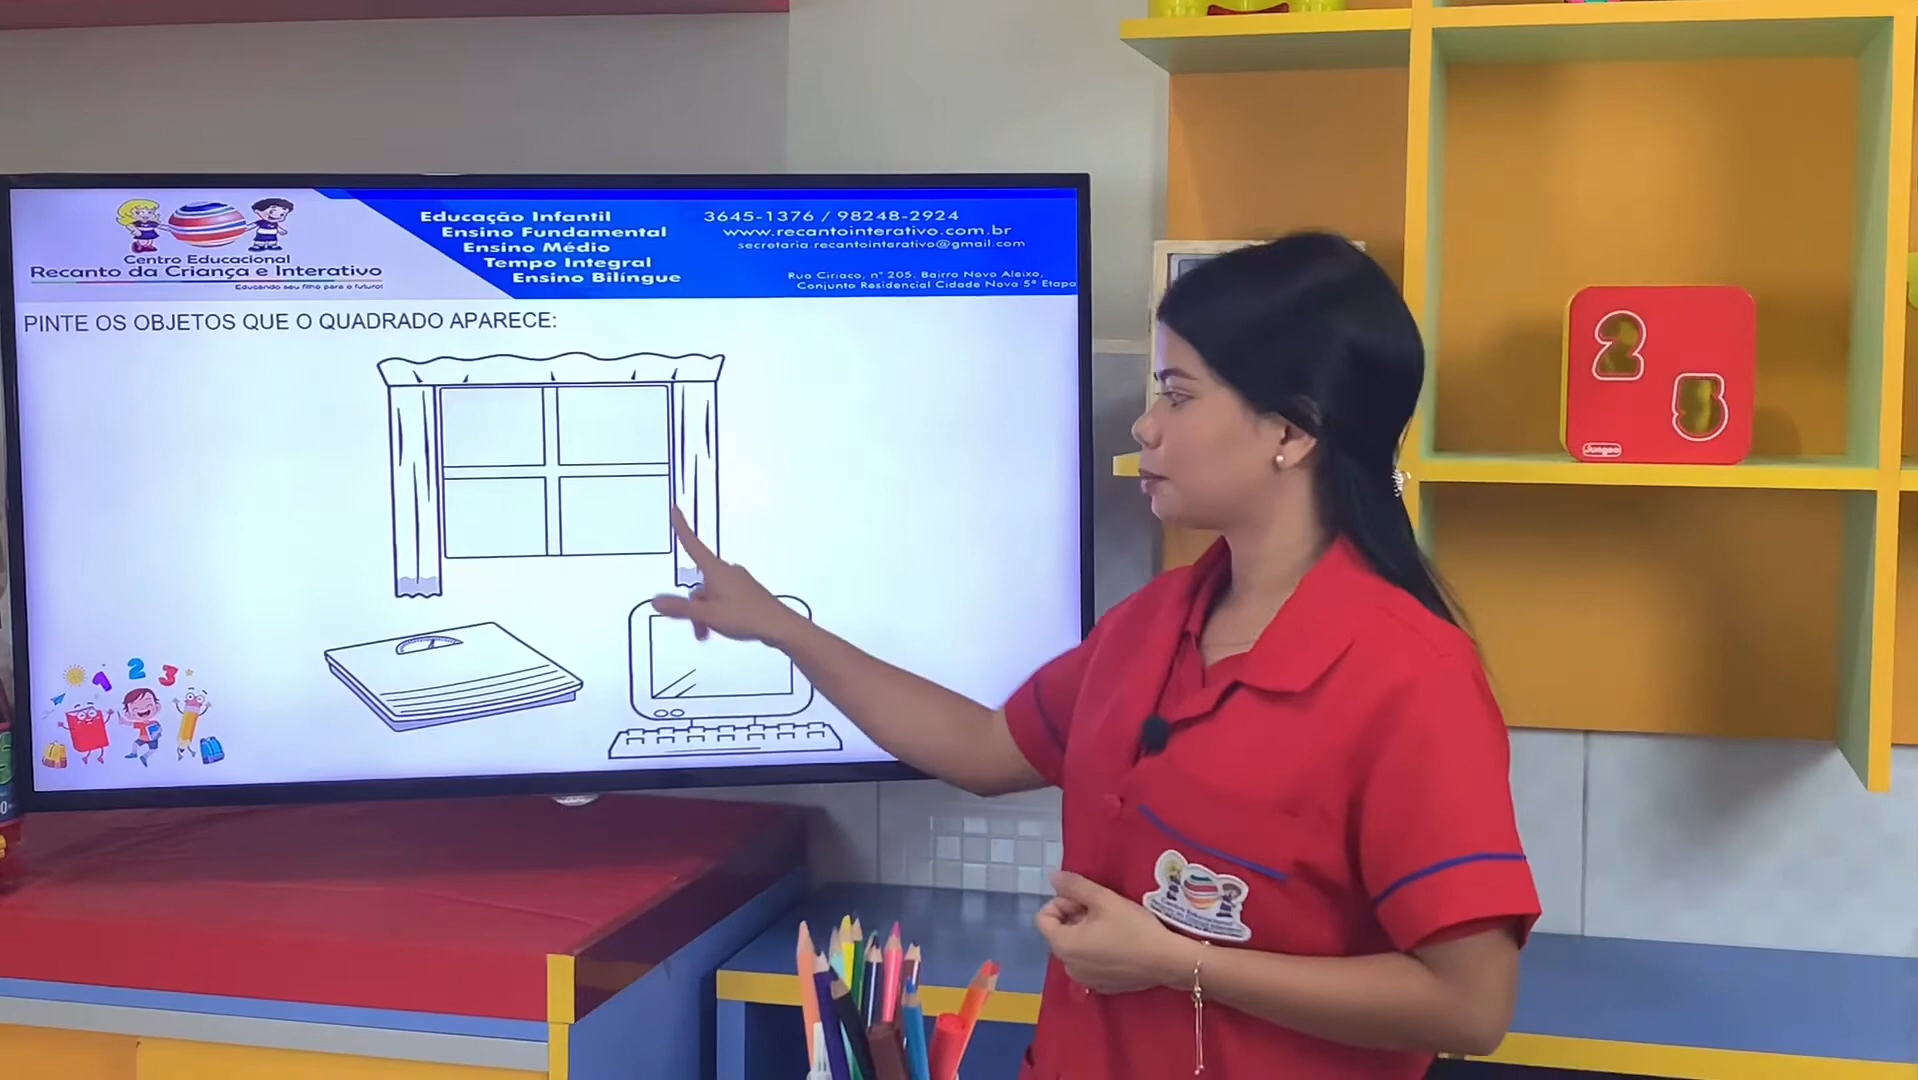 Centro Educacional
Recanto da Criança e Interativo
Educando seu filho para o futuro!
Educação Infantil
Ensino Fundamental
Ensino Médio
Tempo Integral
Ensino Bilíngue
3645-1376 / 98248-2924
www.recantointerativo.com.br
secretaria.recantointerativo@gmail.com
Rua Ciriaco, nº 205, Bairro Novo Aleixo,
Conjunto Residencial Cidade Nova 5ª Etapa
PINTE OS OBJETOS QUE O QUADRADO APARECE:
1 2 3
2
5
Junges
Centro Educacional